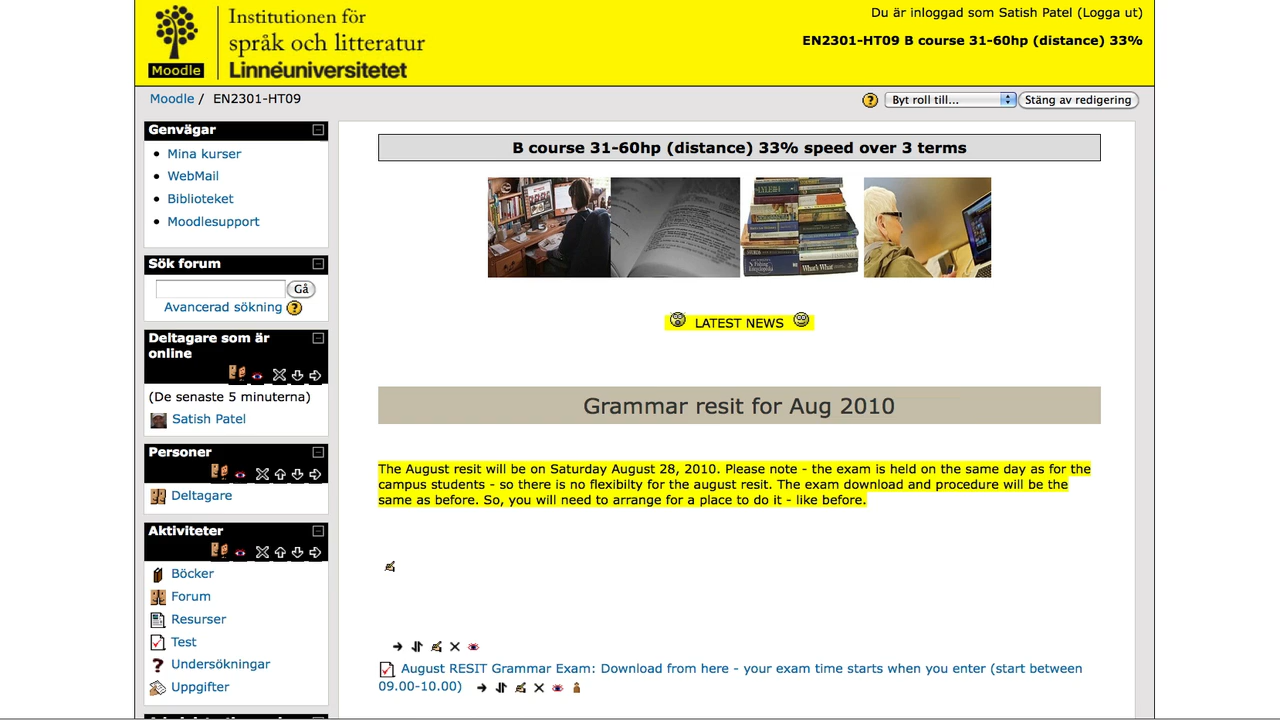 Institutionen för
språk och litteratur
Linnéuniversitetet
Moodle
Du är inloggad som Satish Patel (Logga ut)
EN2301-HT09 B course 31-60hp (distance) 33%
Moodle / EN2301-HT09
Byt roll till...
Stäng av redigering
Genvägar
Mina kurser
WebMail
Biblioteket
Moodlesupport
Sök forum
Gå
Avancerad sökning
Deltagare som är
online
(De senaste 5 minuterna)
Satish Patel
Personer
Deltagare
Aktiviteter
Böcker
Forum
Resurser
Test
Undersökningar
Uppgifter
B course 31-60hp (distance) 33% speed over 3 terms
What's What
LATEST NEWS
Grammar resit for Aug 2010
The August resit will be on Saturday August 28, 2010. Please note - the exam is held on the same day as for the
campus students - so there is no flexibilty for the august resit. The exam download and procedure will be the
same as before. So, you will need to arrange for a place to do it - like before.
August RESIT Grammar Exam: Download from here - your exam time starts when you enter (start between
09.00-10.00)